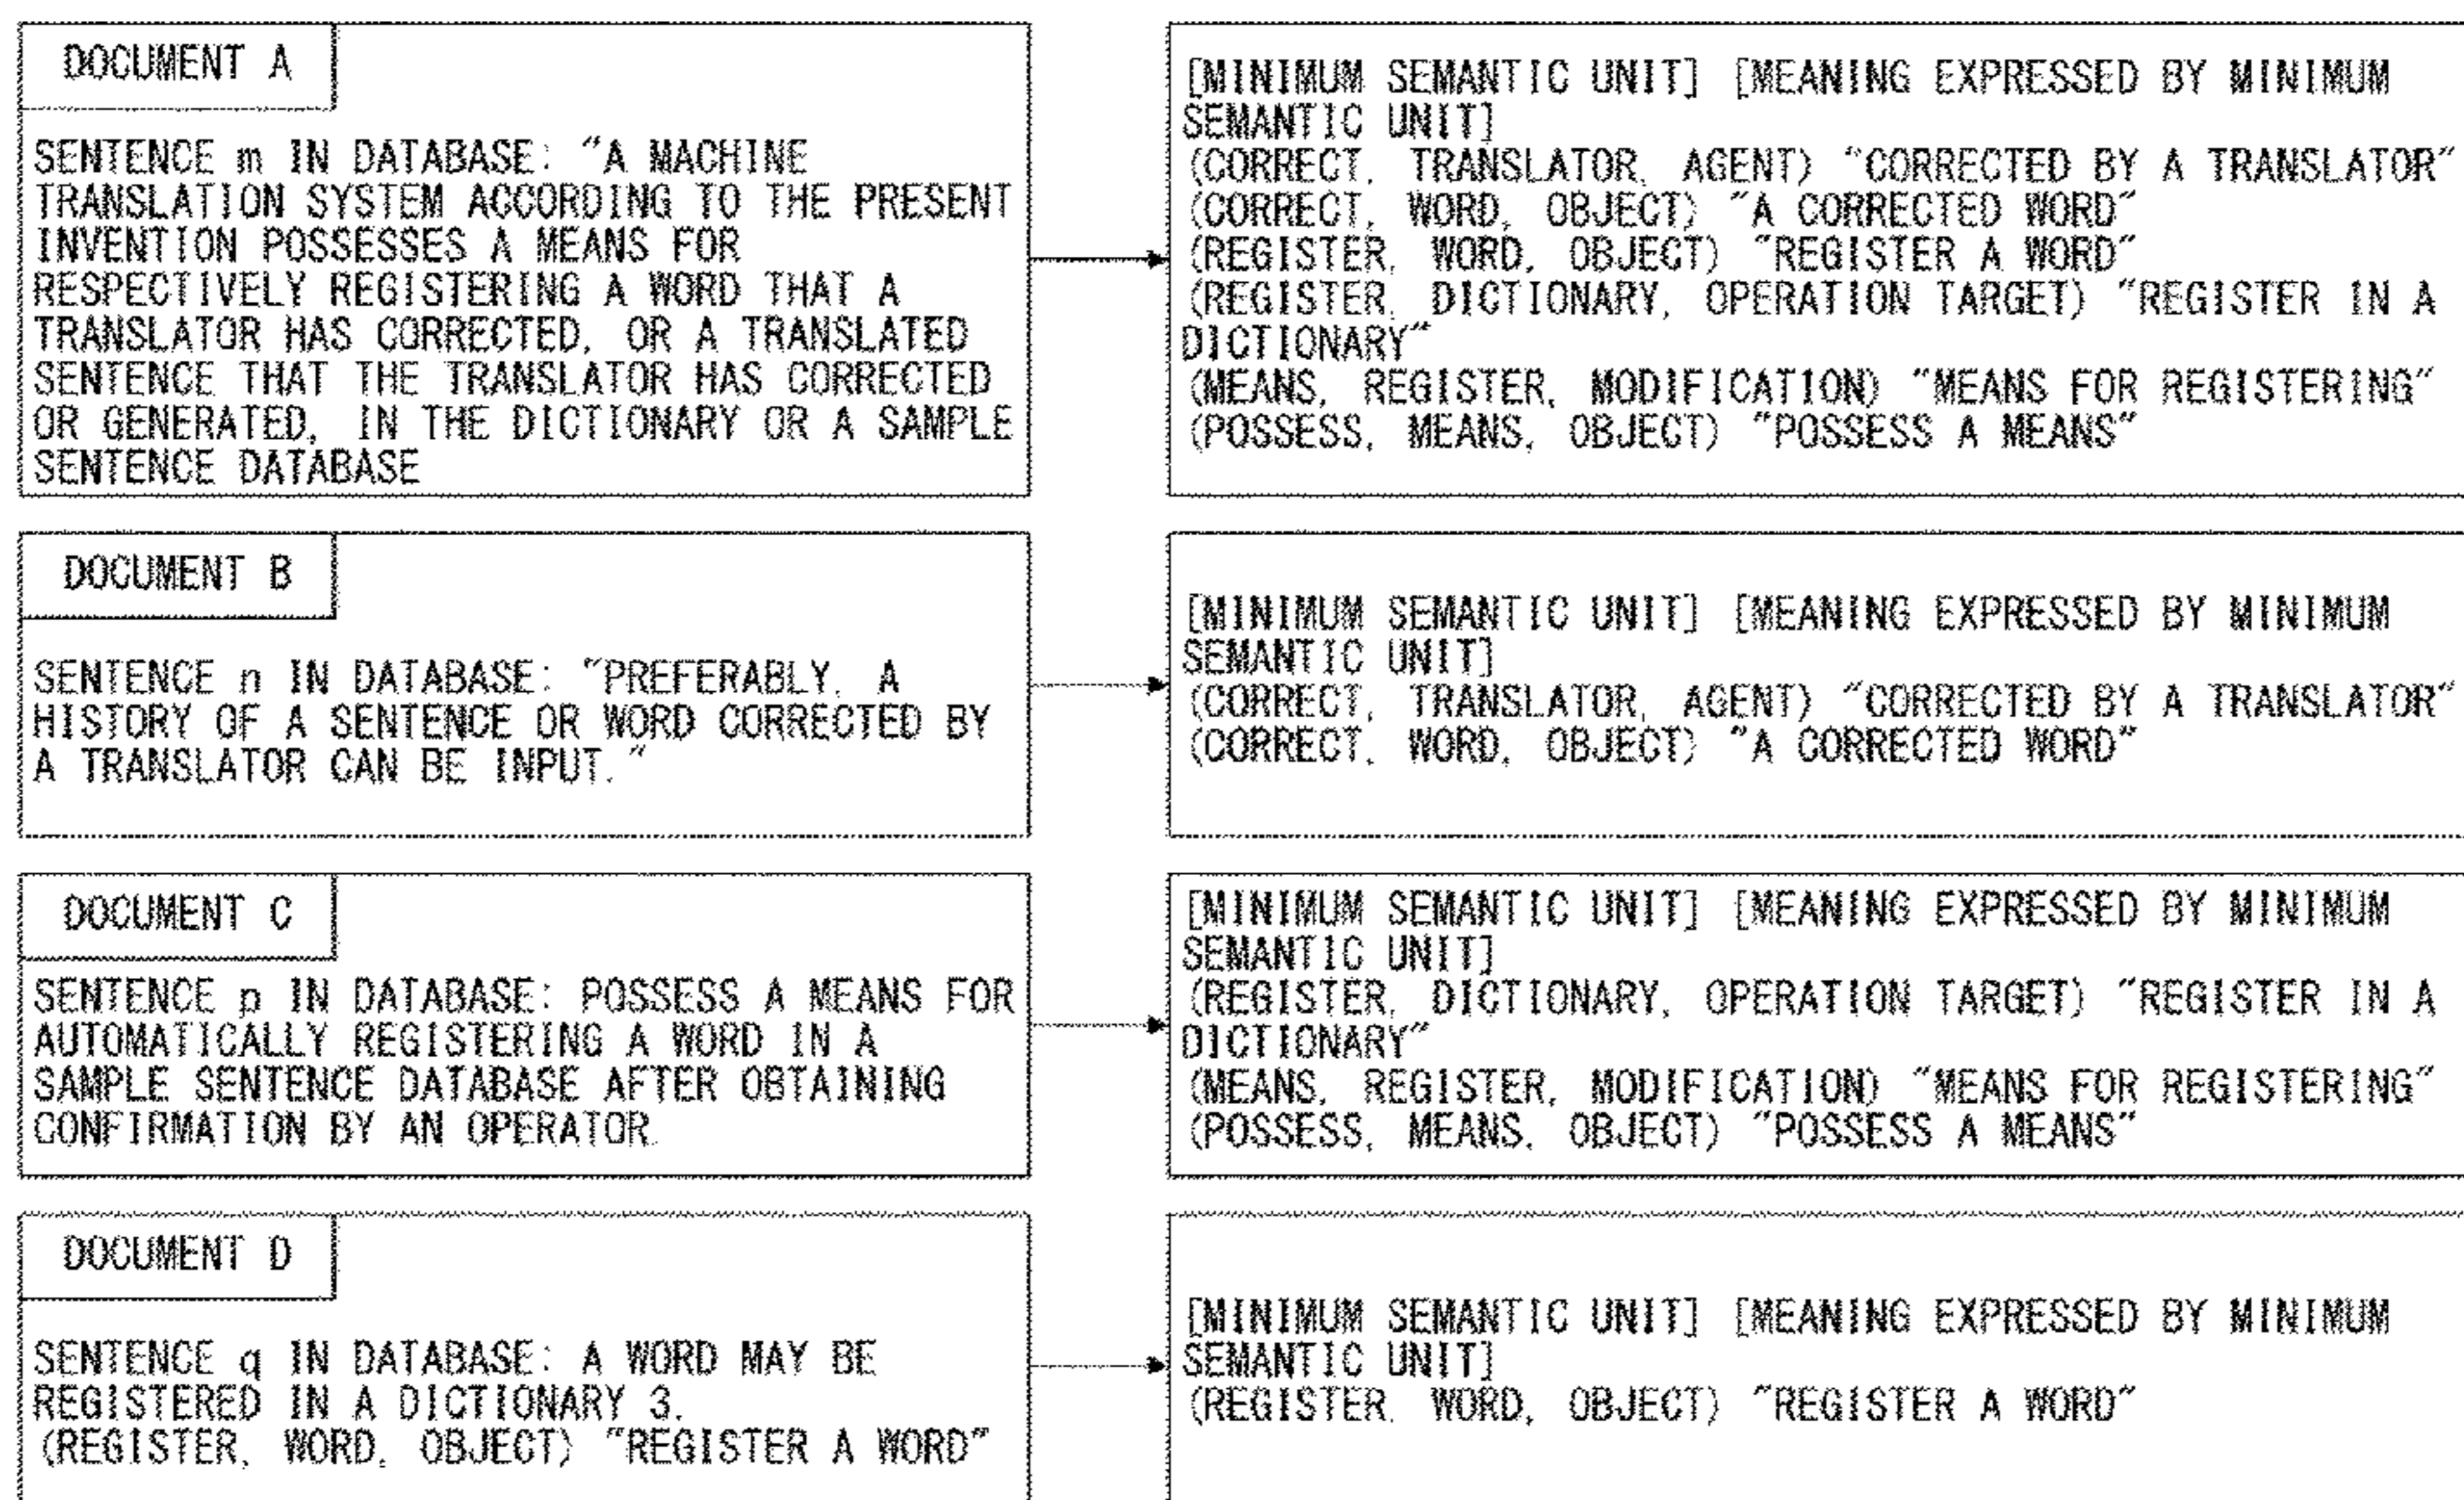 DOCUMENT A
SENTENCE m IN DATABASE: "A MACHINE
TRANSLATION SYSTEM ACCORDING TO THE PRESENT
INVENTION POSSESSES A MEANS FOR
RESPECTIVELY REGISTERING A WORD THAT A
TRANSLATOR HAS CORRECTED, OR A TRANSLATED
SENTENCE THAT THE TRANSLATOR HAS CORRECTED
OR GENERATED, IN THE DICTIONARY OR A SAMPLE
SENTENCE DATABASE
[MINIMUM SEMANTIC UNIT] [MEANING EXPRESSED BY MINIMUM
SEMANTIC UNIT]
(CORRECT, TRANSLATOR, AGENT) "CORRECTED BY A TRANSLATOR"
(CORRECT, WORD, OBJECT) "A CORRECTED WORD"
(REGISTER, WORD, OBJECT) "REGISTER A WORD"
(REGISTER, DICTIONARY, OPERATION TARGET) "REGISTER IN A
DICTIONARY"
(MEANS, REGISTER, MODIFICATION) "MEANS FOR REGISTERING"
(POSSESS, MEANS, OBJECT) "POSSESS A MEANS"
DOCUMENT B
SENTENCE n IN DATABASE: "PREFERABLY, A
HISTORY OF A SENTENCE OR WORD CORRECTED BY
A TRANSLATOR CAN BE INPUT."
[MINIMUM SEMANTIC UNIT] [MEANING EXPRESSED BY MINIMUM
SEMANTIC UNIT]
(CORRECT, TRANSLATOR, AGENT) "CORRECTED BY A TRANSLATOR"
(CORRECT, WORD, OBJECT) "A CORRECTED WORD"
DOCUMENT C
SENTENCE p IN DATABASE: POSSESS A MEANS FOR
AUTOMATICALLY REGISTERING A WORD IN A
SAMPLE SENTENCE DATABASE AFTER OBTAINING
CONFIRMATION BY AN OPERATOR.
[MINIMUM SEMANTIC UNIT] [MEANING EXPRESSED BY MINIMUM
SEMANTIC UNIT]
(REGISTER, DICTIONARY, OPERATION TARGET) "REGISTER IN A
DICTIONARY"
(MEANS, REGISTER, MODIFICATION) "MEANS FOR REGISTERING"
(POSSESS, MEANS, OBJECT) "POSSESS A MEANS"
DOCUMENT D
SENTENCE q IN DATABASE: A WORD MAY BE
REGISTERED IN A DICTIONARY 3.
(REGISTER, WORD, OBJECT) "REGISTER A WORD"
[MINIMUM SEMANTIC UNIT] [MEANING EXPRESSED BY MINIMUM
SEMANTIC UNIT]
(REGISTER, WORD, OBJECT) "REGISTER A WORD"